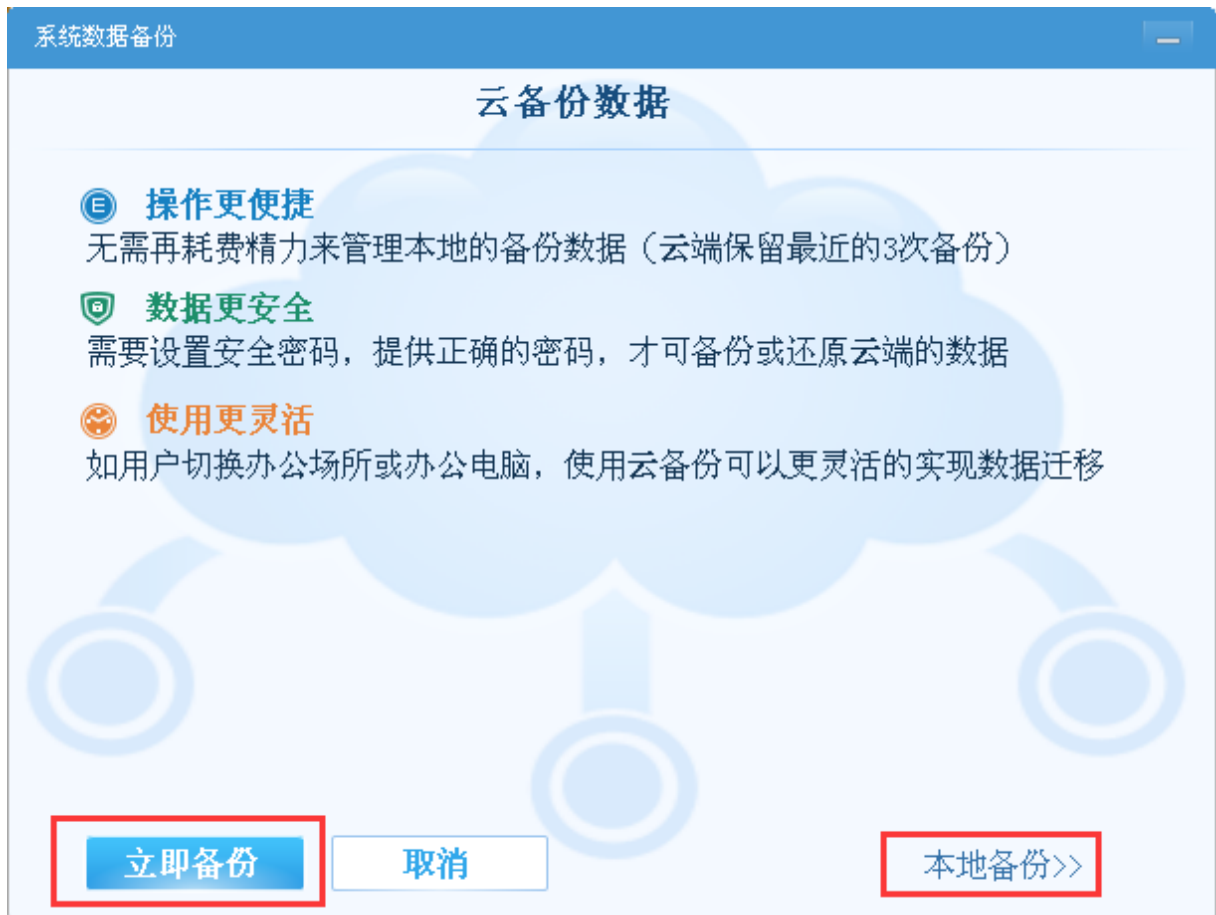 系统数据备份
云备份数据
操作更便捷
无需再耗费精力来管理本地的备份数据（云端保留最近的3次备份）
数据更安全
需要设置安全密码，提供正确的密码，才可备份或还原云端的数据
使用更灵活
如用户切换办公场所或办公电脑，使用云备份可以更灵活的实现数据迁移
立即备份 取消 本地备份>>